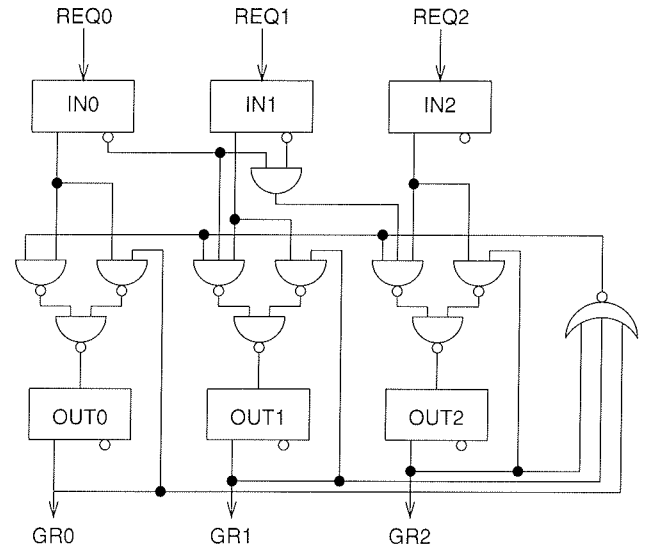 REQ0 REQ1 REQ2
IN0 IN1 IN2
OUT0 OUT1 OUT2
GR0 GR1 GR2